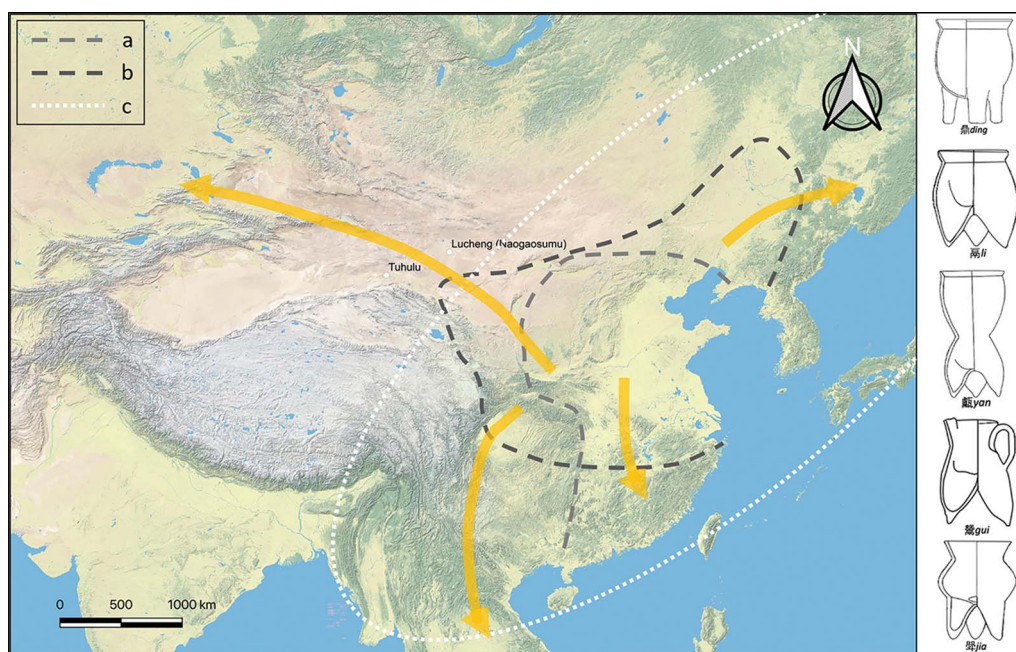 a
b
c
N
Lucheng (Naogaosumu)
Tuhulu
0 500 1000 km
鼎ding
鬲li
甗yan
鬶gui
斝jia